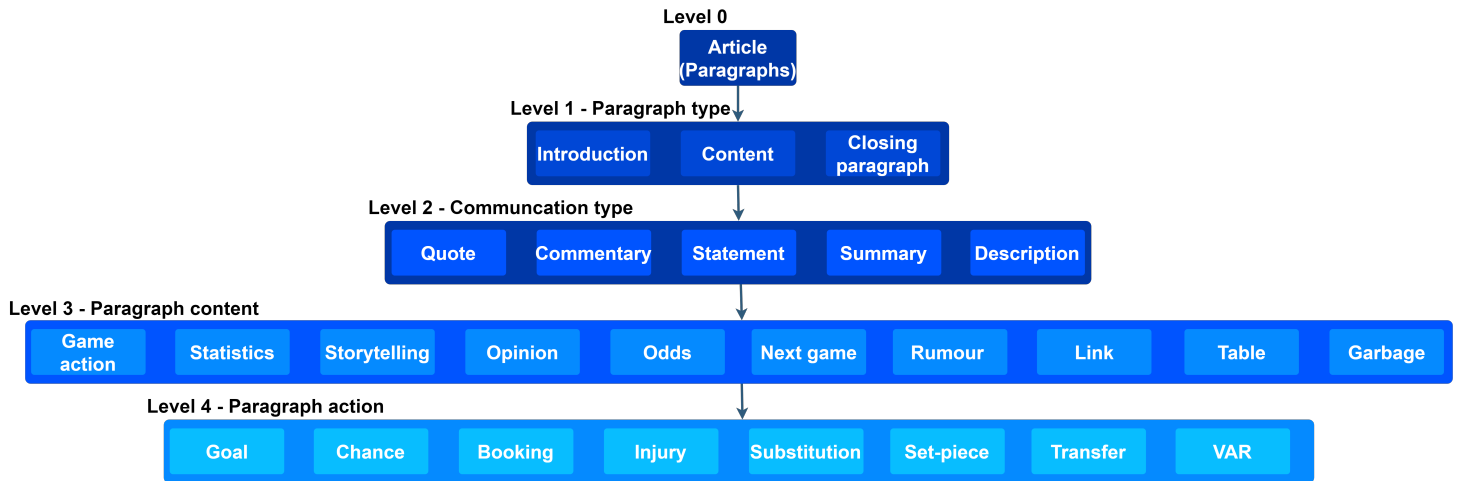 Level 0
Article
(Paragraphs)
Level 1 - Paragraph type
Introduction
Content
Closing
paragraph
Level 2 - Communcation type
Quote
Commentary
Statement
Summary
Description
Level 3 - Paragraph content
Game
action
Statistics
Storytelling
Opinion
Odds
Next game
Rumour
Link
Table
Garbage
Level 4 - Paragraph action
Goal
Chance
Booking
Injury
Substitution
Set-piece
Transfer
VAR